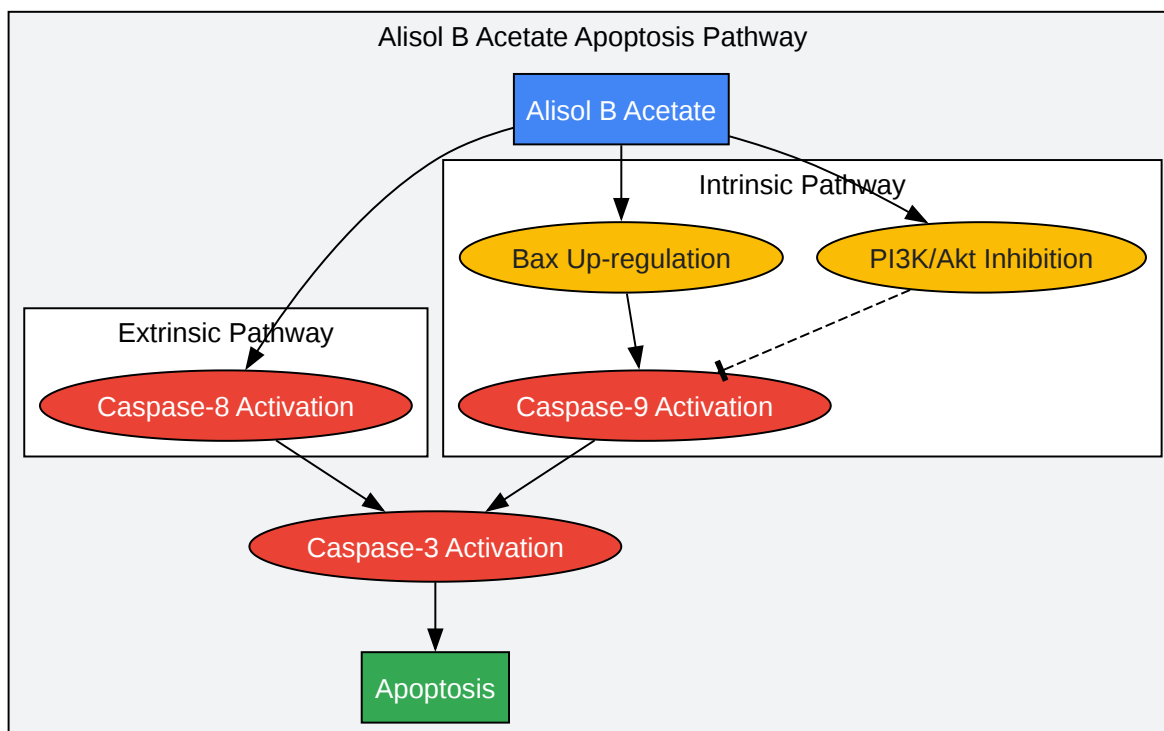 Alisol B Acetate Apoptosis Pathway
Alisol B Acetate
Intrinsic Pathway
Bax Up-regulation
PI3K/Akt Inhibition
Extrinsic Pathway
Caspase-8 Activation
Caspase-9 Activation
Caspase-3 Activation
Apoptosis